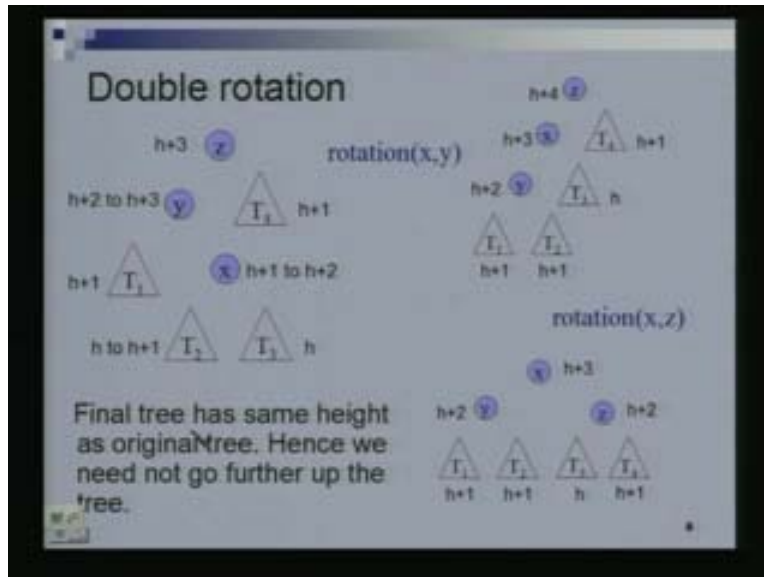 Double rotation
h+3 z
h+2 to h+3 y
T4 h+1
h+1 T1
x h+1 to h+2
h to h+1 T2
T3 h
Final tree has same height
as original tree. Hence we
need not go further up the
tree.
rotation(x,y)
h+4 z
h+3 x
T4 h+1
h+2 y
T3 h
T1 T2
h+1 h+1
rotation(x,z)
x h+3
h+2 y z h+2
T1 T2 T3 T4
h+1 h+1 h h+1